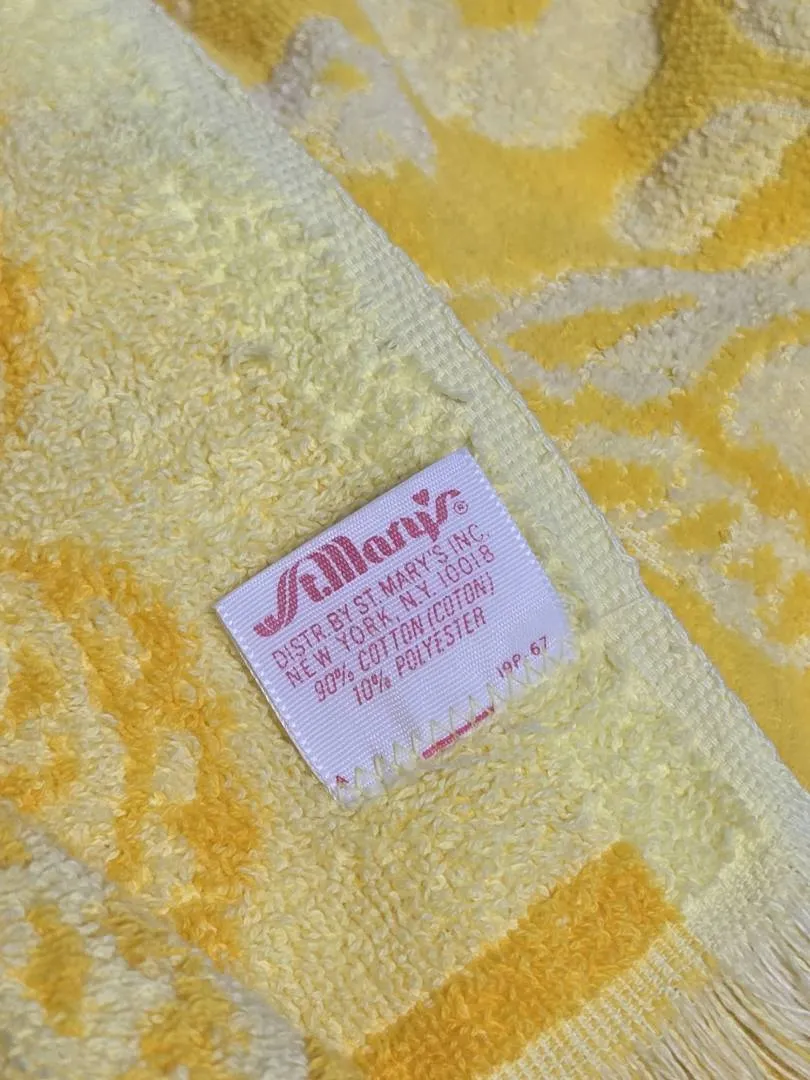 St. Mary's®
DISTR. BY ST. MARY'S INC.
NEW YORK, N.Y. 10018
90% COTTON (COTON)
10% POLYESTER
19P 67
A